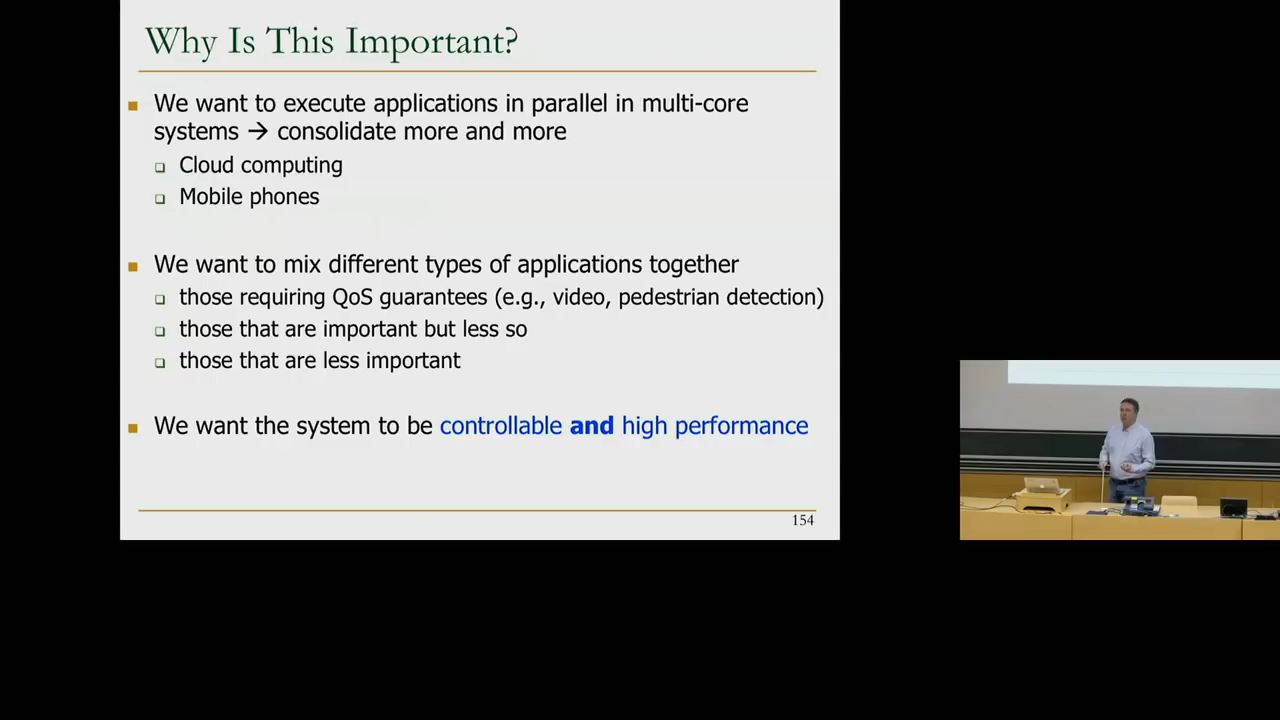 Why Is This Important?
We want to execute applications in parallel in multi-core
systems → consolidate more and more
Cloud computing
Mobile phones
We want to mix different types of applications together
those requiring QoS guarantees (e.g., video, pedestrian detection)
those that are important but less so
those that are less important
We want the system to be controllable and high performance
154